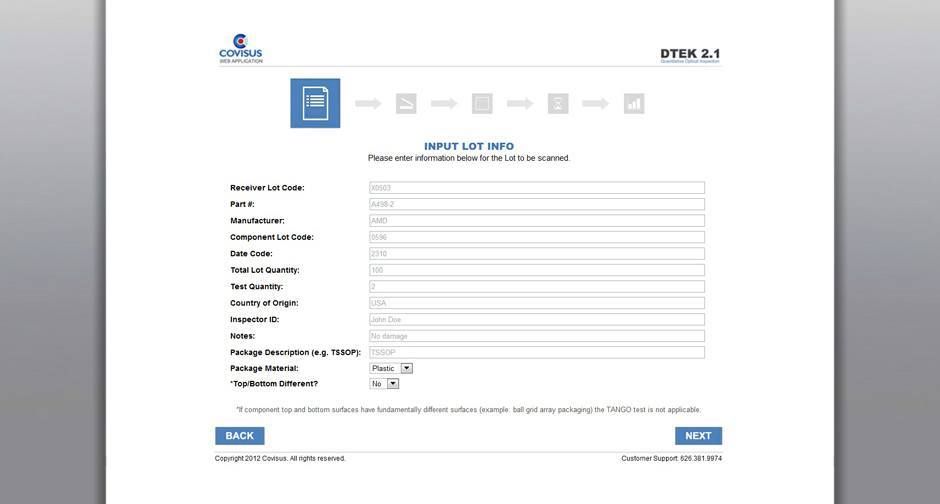 COVISUS
WEB APPLICATION
DTEK 2.1
Quantitative Optical Inspection
INPUT LOT INFO
Please enter information below for the Lot to be scanned.
Receiver Lot Code: X0503
Part #: A498-2
Manufacturer: AMD
Component Lot Code: 0596
Date Code: 2310
Total Lot Quantity: 100
Test Quantity: 2
Country of Origin: USA
Inspector ID: John Doe
Notes: No damage
Package Description (e.g. TSSOP): TSSOP
Package Material: Plastic
*Top/Bottom Different? No
*If component top and bottom surfaces have fundamentally different surfaces (example: ball grid array packaging) the TANGO test is not applicable.
BACK NEXT
Copyright 2012 Covisus. All rights reserved. Customer Support: 626.381.9974